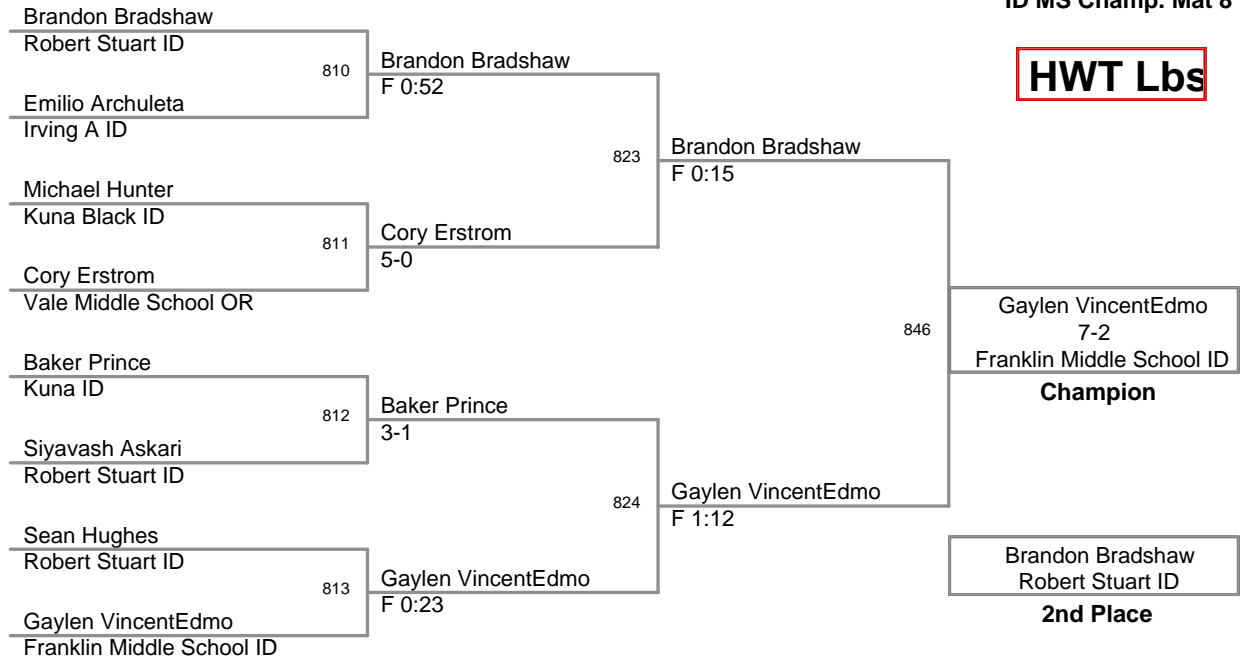 ID MS Champ. Mat 8
HWT Lbs
Brandon Bradshaw
Robert Stuart ID
810
Emilio Archuleta
Irving A ID
Michael Hunter
Kuna Black ID
811
Cory Erstrom
Vale Middle School OR
Baker Prince
Kuna ID
812
Siyavash Askari
Robert Stuart ID
Sean Hughes
Robert Stuart ID
813
Gaylen VincentEdmo
Franklin Middle School ID
Brandon Bradshaw
F 0:52
823
Cory Erstrom
5-0
Baker Prince
3-1
824
Gaylen VincentEdmo
F 0:23
Brandon Bradshaw
F 0:15
846
Gaylen VincentEdmo
F 1:12
Gaylen VincentEdmo
7-2
Franklin Middle School ID
Champion
Brandon Bradshaw
Robert Stuart ID
2nd Place